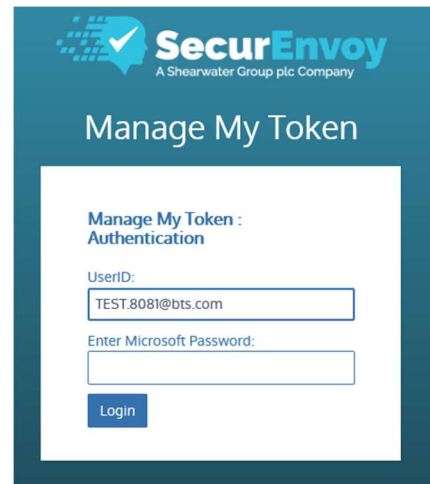 SecurEnvoy
A Shearwater Group plc Company
Manage My Token
Manage My Token :
Authentication
UserID:
TEST.8081@bts.com
Enter Microsoft Password:
Login